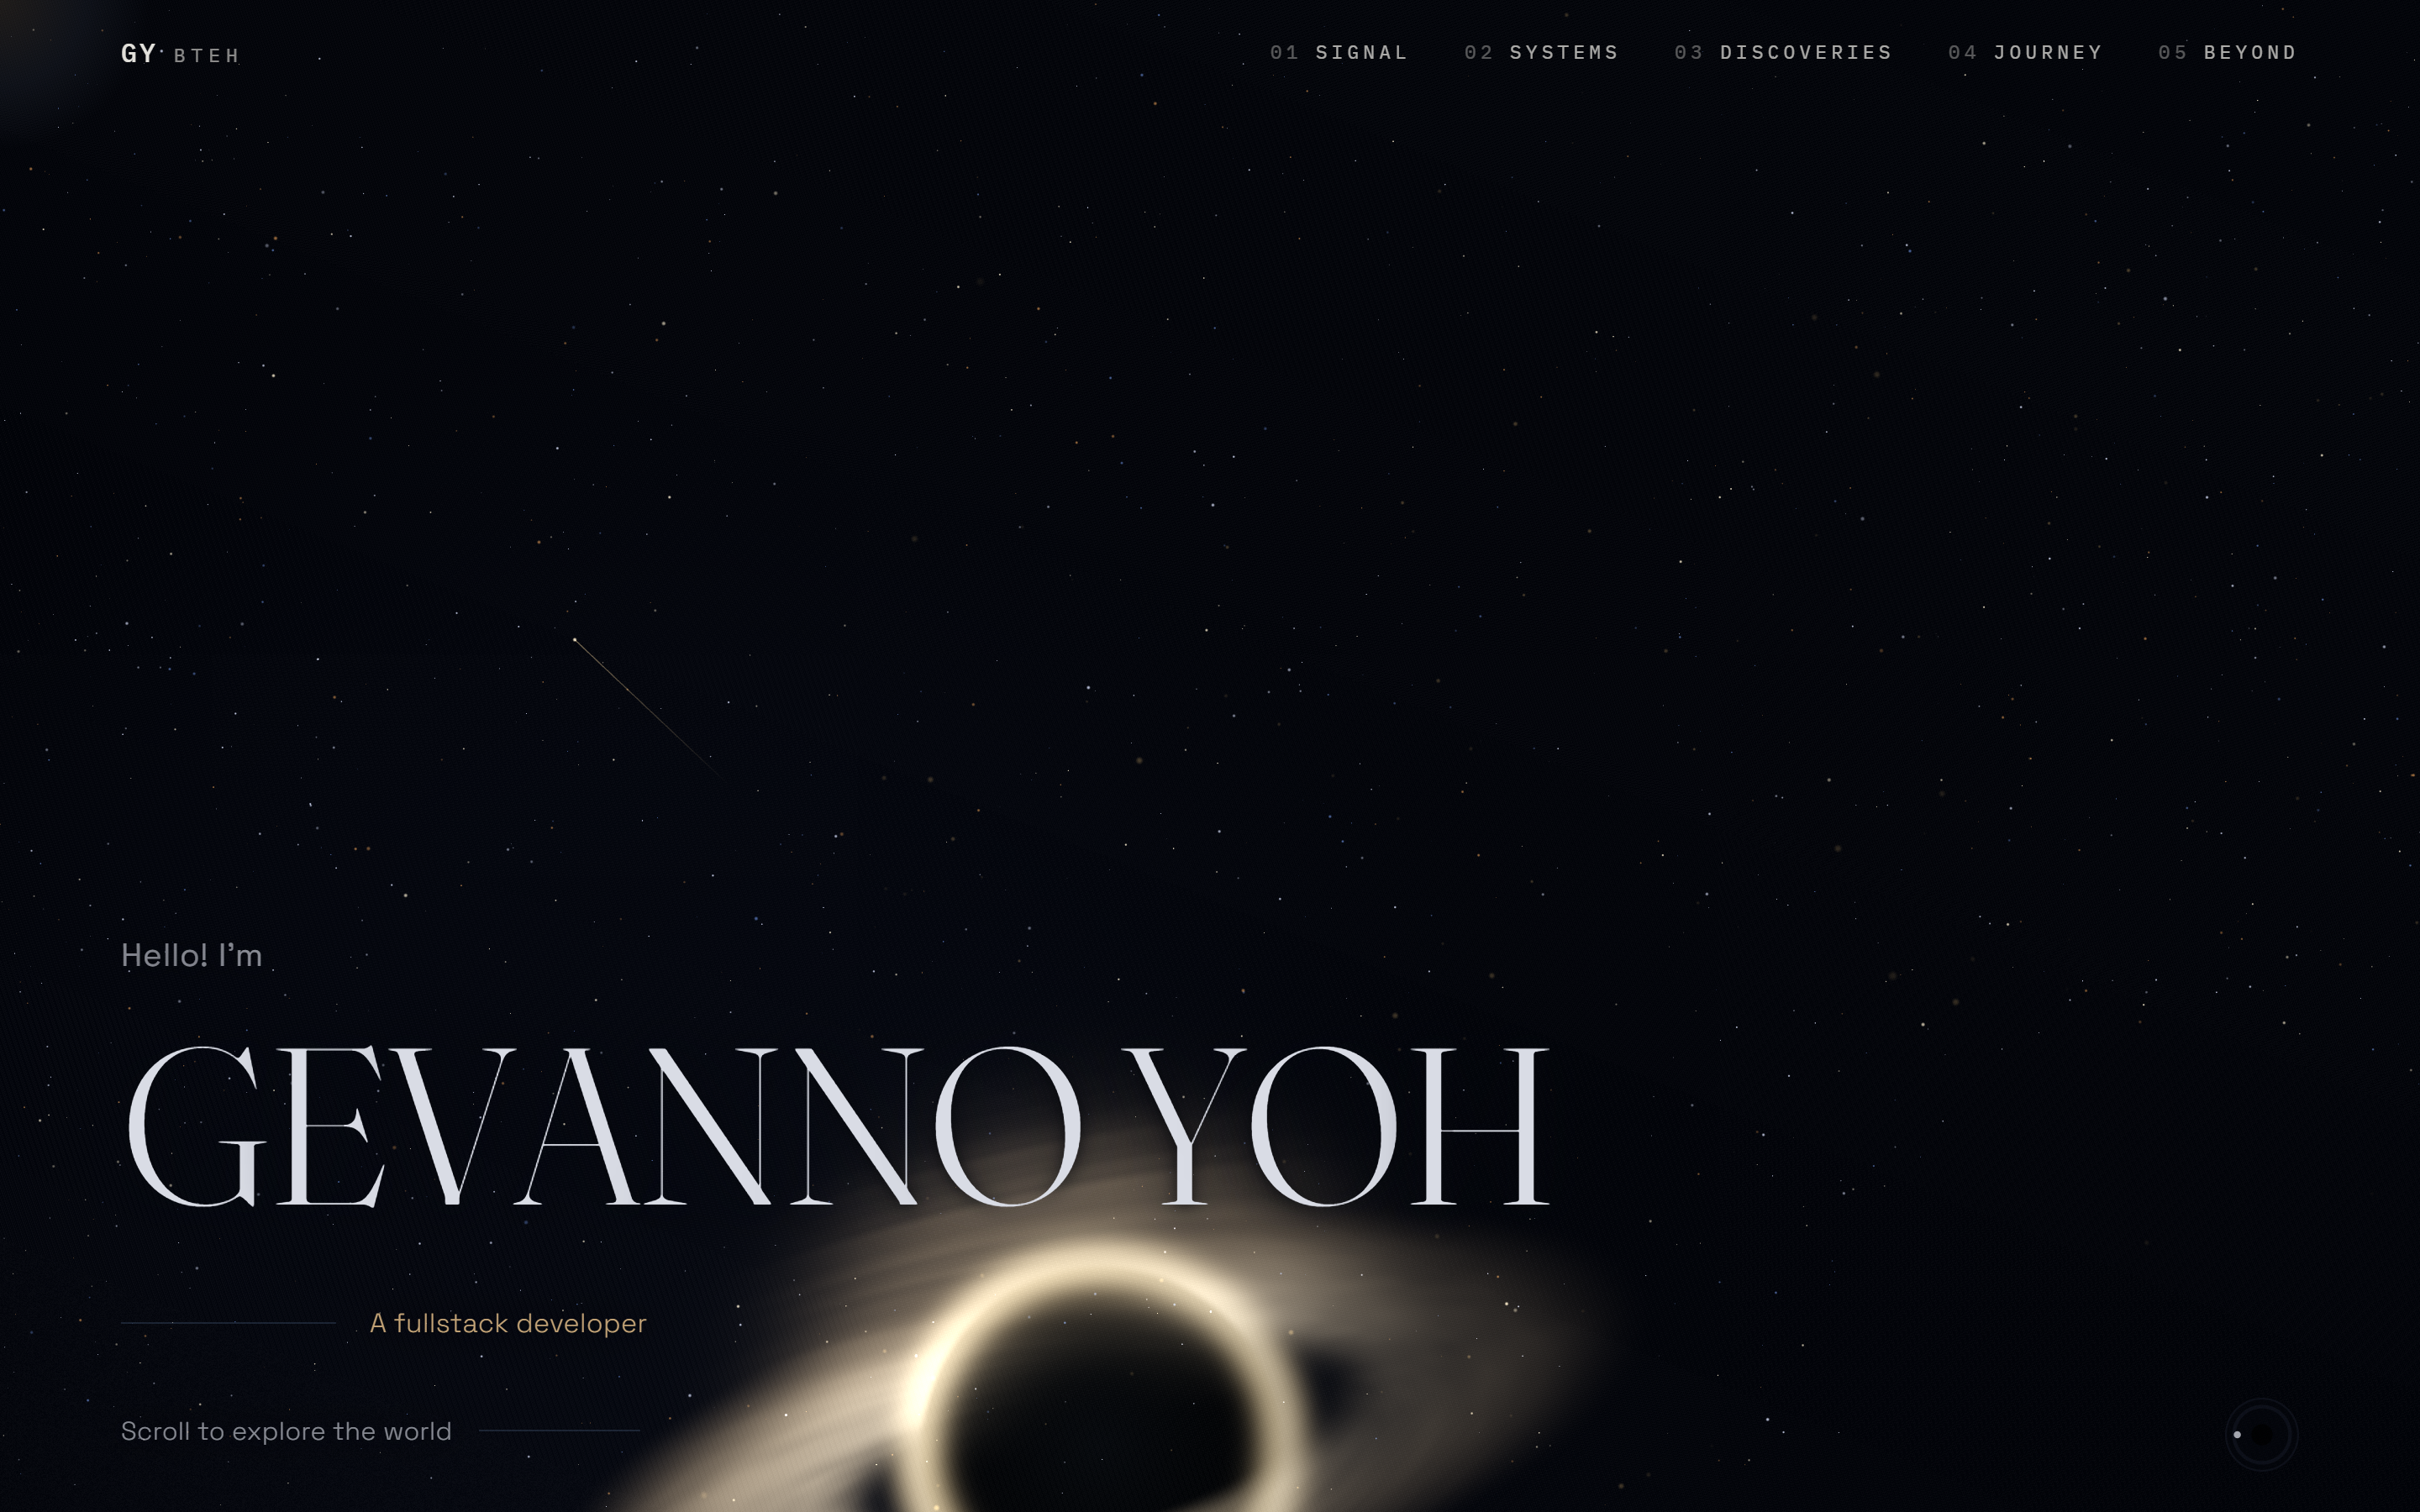 GY· BTEH
01 SIGNAL 02 SYSTEMS 03 DISCOVERIES 04 JOURNEY 05 BEYOND
Hello! I’m
GEVANNO YOH
A fullstack developer
Scroll to explore the world